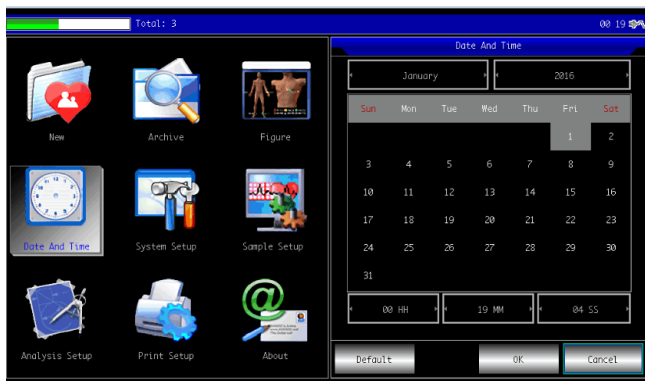 Total: 3
00 19
New
Archive
Figure
Date And Time
System Setup
Sample Setup
Analysis Setup
Print Setup
About
Date And Time
January 2016
Sun Mon Tue Wed Thu Fri Sat
1 2
3 4 5 6 7 8 9
10 11 12 13 14 15 16
17 18 19 20 21 22 23
24 25 26 27 28 29 30
31
00 HH 19 MM 04 SS
Default OK Cancel